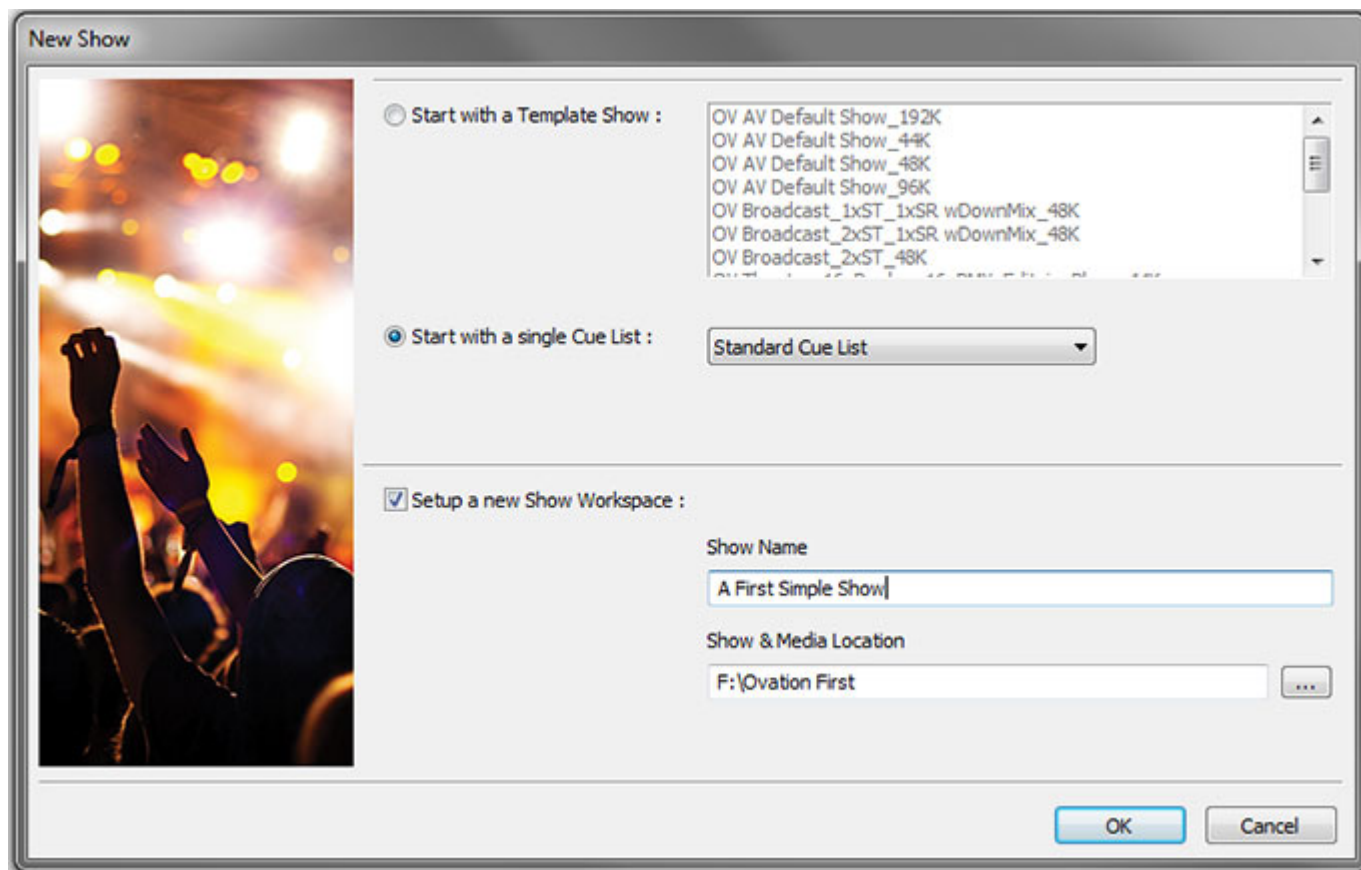 New Show
Start with a Template Show :
OV AV Default Show_192K
OV AV Default Show_44K
OV AV Default Show_48K
OV AV Default Show_96K
OV Broadcast_1xST_1xSR wDownMix_48K
OV Broadcast_2xST_1xSR wDownMix_48K
OV Broadcast_2xST_48K
Start with a single Cue List :
Standard Cue List
Setup a new Show Workspace :
Show Name
A First Simple Show
Show & Media Location
F:\Ovation First
...
OK
Cancel